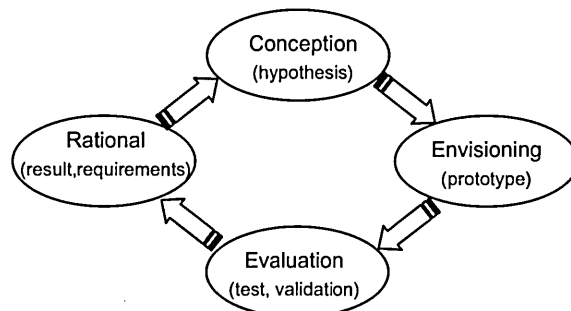 Conception
(hypothesis)
Rational
(result,requirements)
Envisioning
(prototype)
Evaluation
(test, validation)